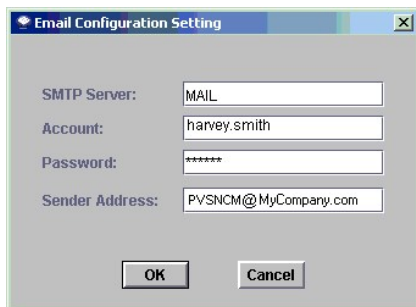 Email Configuration Setting
SMTP Server: MAIL
Account: harvey.smith
Password: ******
Sender Address: PVSNCM@MyCompany.com
OK Cancel